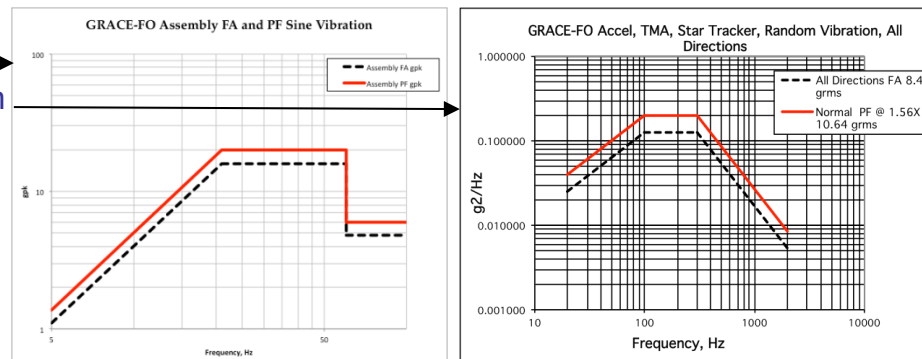 GRACE-FO Assembly FA and PF Sine Vibration
100
10
1
gpk
5
50
Frequency, Hz
Assembly FA gpk
Assembly PF gpk
GRACE-FO Accel, TMA, Star Tracker, Random Vibration, All
Directions
1.000000
0.100000
0.010000
0.001000
g2/Hz
10
100
1000
10000
Frequency, Hz
All Directions FA 8.4
grms
Normal PF @ 1.56X
10.64 grms